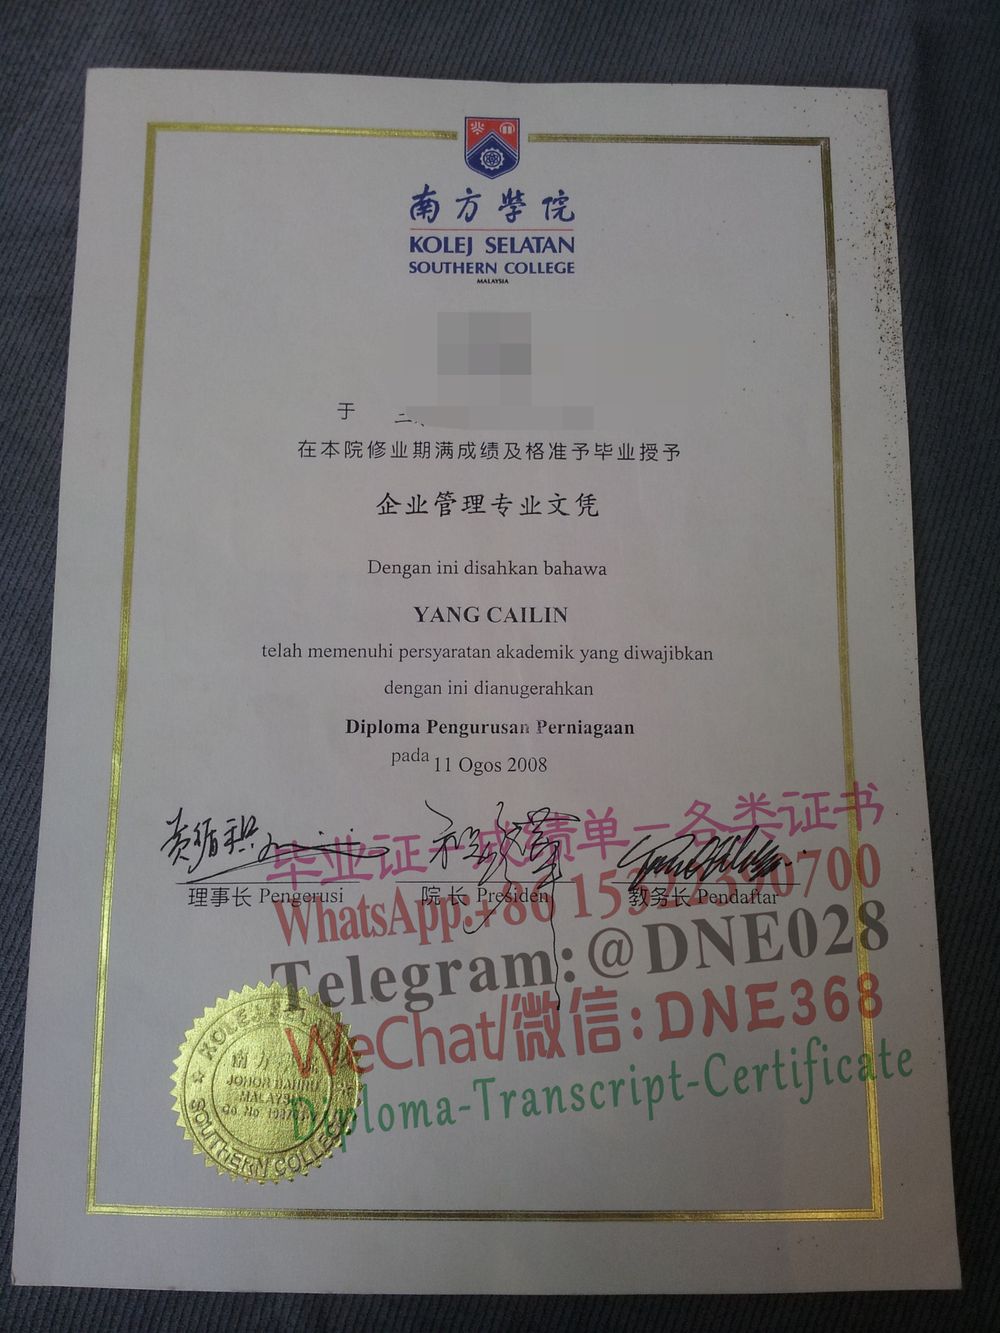 南方學院
KOLEJ SELATAN
SOUTHERN COLLEGE
MALAYSIA
于
在本院修业期满成绩及格准予毕业授予
企业管理专业文凭
Dengan ini disahkan bahawa
YANG CAILIN
telah memenuhi persyaratan akademik yang diwajibkan
dengan ini dianugerahkan
Diploma Pengurusan Perniagaan
pada 11 Ogos 2008
毕业证-成绩单-各类证书
理事长 Pengerusi
院长 Presiden
教务长 Pendaftar
WhatsApp:+86
Telegram:@DNE028
WeChat/微信:DNE368
Diploma-Transcript-Certificate
南方
JOHOR BAHRU
MALAYSIA
SOUTHERN COLLEGE